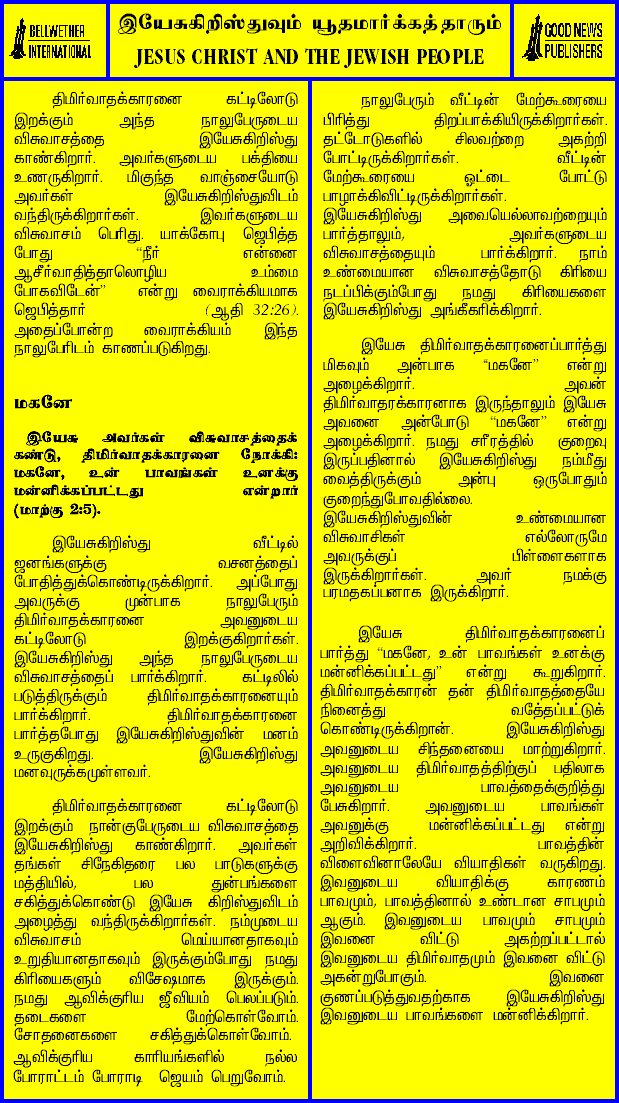 BELLWETHER
INTERNATIONAL
இயேசுகிறிஸ்துவும் யூதமார்க்கத்தாரும்
JESUS CHRIST AND THE JEWISH PEOPLE
GOOD NEWS
PUBLISHERS
திமிர்வாதக்காரனை கட்டிலோடு
இறக்கும் அந்த நாலுபேருடைய
விசுவாசத்தை இயேசுகிறிஸ்து
காண்கிறார். அவர்களுடைய பக்தியை
உணருகிறார். மிகுந்த வாஞ்சையோடு
அவர்கள் இயேசுகிறிஸ்துவிடம்
வந்திருக்கிறார்கள். இவர்களுடைய
விசுவாசம் பெரிது. யாக்கோபு ஜெபித்த
போது “நீர் என்னை
ஆசீர்வாதித்தாலொழிய உம்மை
போகவிடேன்” என்று வைராக்கியமாக
ஜெபித்தார் (ஆதி 32:26).
அதைப்போன்ற வைராக்கியம் இந்த
நாலுபேரிடம் காணப்படுகிறது.
மகனே
இயேசு அவர்கள் விசுவாசத்தைக்
கண்டு, திமிர்வாதக்காரனை நோக்கி:
மகனே, உன் பாவங்கள் உனக்கு
மன்னிக்கப்பட்டது என்றார்
(மாற்கு 2:5).
இயேசுகிறிஸ்து வீட்டில்
ஜனங்களுக்கு வசனத்தைப்
போதித்துக்கொண்டிருக்கிறார். அப்போது
அவருக்கு முன்பாக நாலுபேரும்
திமிர்வாதக்காரனை அவனுடைய
கட்டிலோடு இறக்குகிறார்கள்.
இயேசுகிறிஸ்து அந்த நாலுபேருடைய
விசுவாசத்தைப் பார்க்கிறார். கட்டிலில்
படுத்திருக்கும் திமிர்வாதக்காரனையும்
பார்க்கிறார். திமிர்வாதக்காரனை
பார்த்தபோது இயேசுகிறிஸ்துவின் மனம்
உருகுகிறது. இயேசுகிறிஸ்து
மனவுருக்கமுள்ளவர்.
திமிர்வாதக்காரனை கட்டிலோடு
இறக்கும் நான்குபேருடைய விசுவாசத்தை
இயேசுகிறிஸ்து காண்கிறார். அவர்கள்
தங்கள் சிநேகிதரை பல பாடுகளுக்கு
மத்தியில், பல துன்பங்களை
சகித்துக்கொண்டு இயேசு கிறிஸ்துவிடம்
அழைத்து வந்திருக்கிறார்கள். நம்முடைய
விசுவாசம் மெய்யானதாகவும்
உறுதியானதாகவும் இருக்கும்போது நமது
கிரியைகளும் விசேஷமாக இருக்கும்.
நமது ஆவிக்குரிய ஜீவியம் பெலப்படும்.
தடைகளை மேற்கொள்வோம்.
சோதனைகளை சகித்துக்கொள்வோம்.
ஆவிக்குரிய காரியங்களில் நல்ல
போராட்டம் போராடி ஜெயம் பெறுவோம்.
நாலுபேரும் வீட்டின் மேற்கூரையை
பிரித்து திறப்பாக்கியிருக்கிறார்கள்.
தட்டோடுகளில் சிலவற்றை அகற்றி
போட்டிருக்கிறார்கள். வீட்டின்
மேற்கூரையை ஓட்டை போட்டு
பாழாக்கிவிட்டிருக்கிறார்கள்.
இயேசுகிறிஸ்து அவையெல்லாவற்றையும்
பார்த்தாலும், அவர்களுடைய
விசுவாசத்தையும் பார்க்கிறார். நாம்
உண்மையான விசுவாசத்தோடு கிரியை
நடப்பிக்கும்போது நமது கிரியைகளை
இயேசுகிறிஸ்து அங்கீகரிக்கிறார்.
இயேசு திமிர்வாதக்காரனைப்பார்த்து
மிகவும் அன்பாக “மகனே” என்று
அழைக்கிறார். அவன்
திமிர்வாதரக்காரனாக இருந்தாலும் இயேசு
அவனை அன்போடு “மகனே” என்று
அழைக்கிறார். நமது சரீரத்தில் குறைவு
இருப்பதினால் இயேசுகிறிஸ்து நம்மீது
வைத்திருக்கும் அன்பு ஒருபோதும்
குறைந்துபோவதில்லை.
இயேசுகிறிஸ்துவின் உண்மையான
விசுவாசிகள் எல்லோருமே
அவருக்குப் பிள்ளைகளாக
இருக்கிறார்கள். அவர் நமக்கு
பரமதகப்பனாக இருக்கிறார்.
இயேசு திமிர்வாதக்காரனைப்
பார்த்து “மகனே, உன் பாவங்கள் உனக்கு
மன்னிக்கப்பட்டது” என்று கூறுகிறார்.
திமிர்வாதக்காரன் தன் திமிர்வாதத்தையே
நினைத்து வேதேப்பட்டுக்
கொண்டிருக்கிறான். இயேசுகிறிஸ்து
அவனுடைய சிந்தனையை மாற்றுகிறார்.
அவனுடைய திமிர்வாதத்திற்குப் பதிலாக
அவனுடைய பாவத்தைக்குறித்து
பேசுகிறார். அவனுடைய பாவங்கள்
அவனுக்கு மன்னிக்கப்பட்டது என்று
அறிவிக்கிறார். பாவத்தின்
விளைவினாலேயே வியாதிகள் வருகிறது.
இவனுடைய வியாதிக்கு காரணம்
பாவமும், பாவத்தினால் உண்டான சாபமும்
ஆகும். இவனுடைய பாவமும் சாபமும்
இவனை விட்டு அகற்றப்பட்டால்
இவனுடைய திமிர்வாதமும் இவனை விட்டு
அகன்றுபோகும். இவனை
குணப்படுத்துவதற்காக இயேசுகிறிஸ்து
இவனுடைய பாவங்களை மன்னிக்கிறார்.